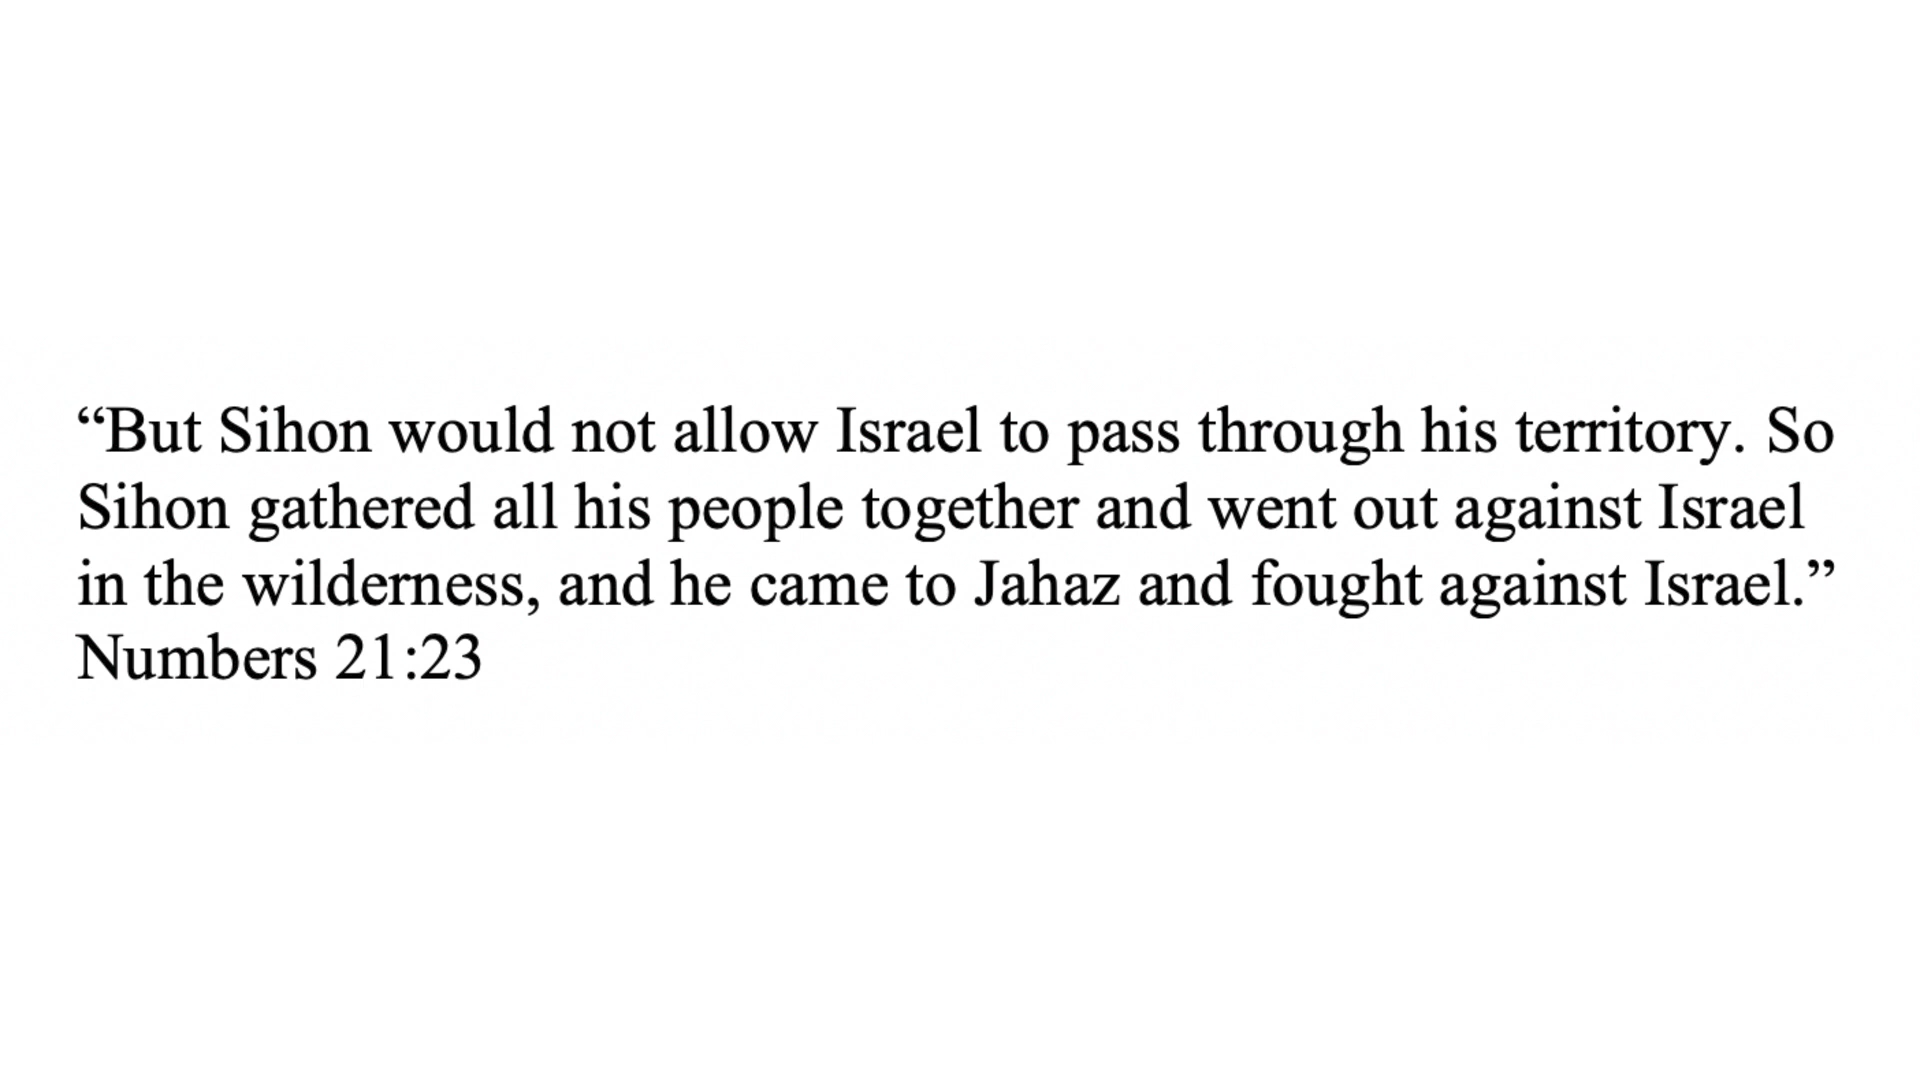 “But Sihon would not allow Israel to pass through his territory. So
Sihon gathered all his people together and went out against Israel
in the wilderness, and he came to Jahaz and fought against Israel.”
Numbers 21:23